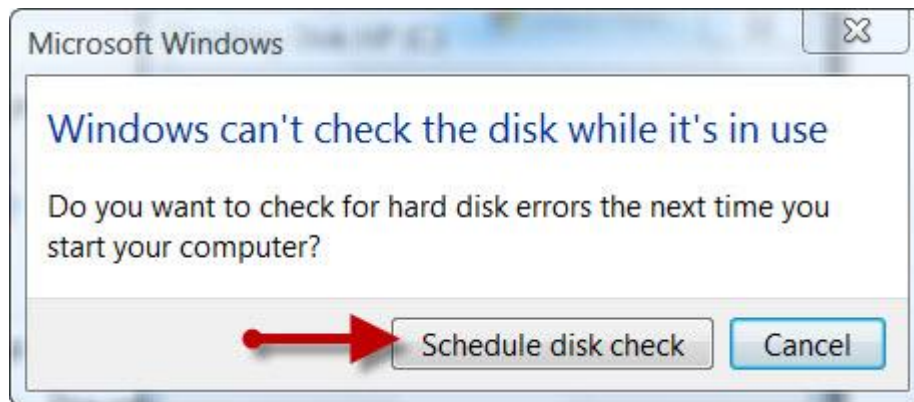 Microsoft Windows
Windows can't check the disk while it's in use
Do you want to check for hard disk errors the next time you
start your computer?
Schedule disk check
Cancel